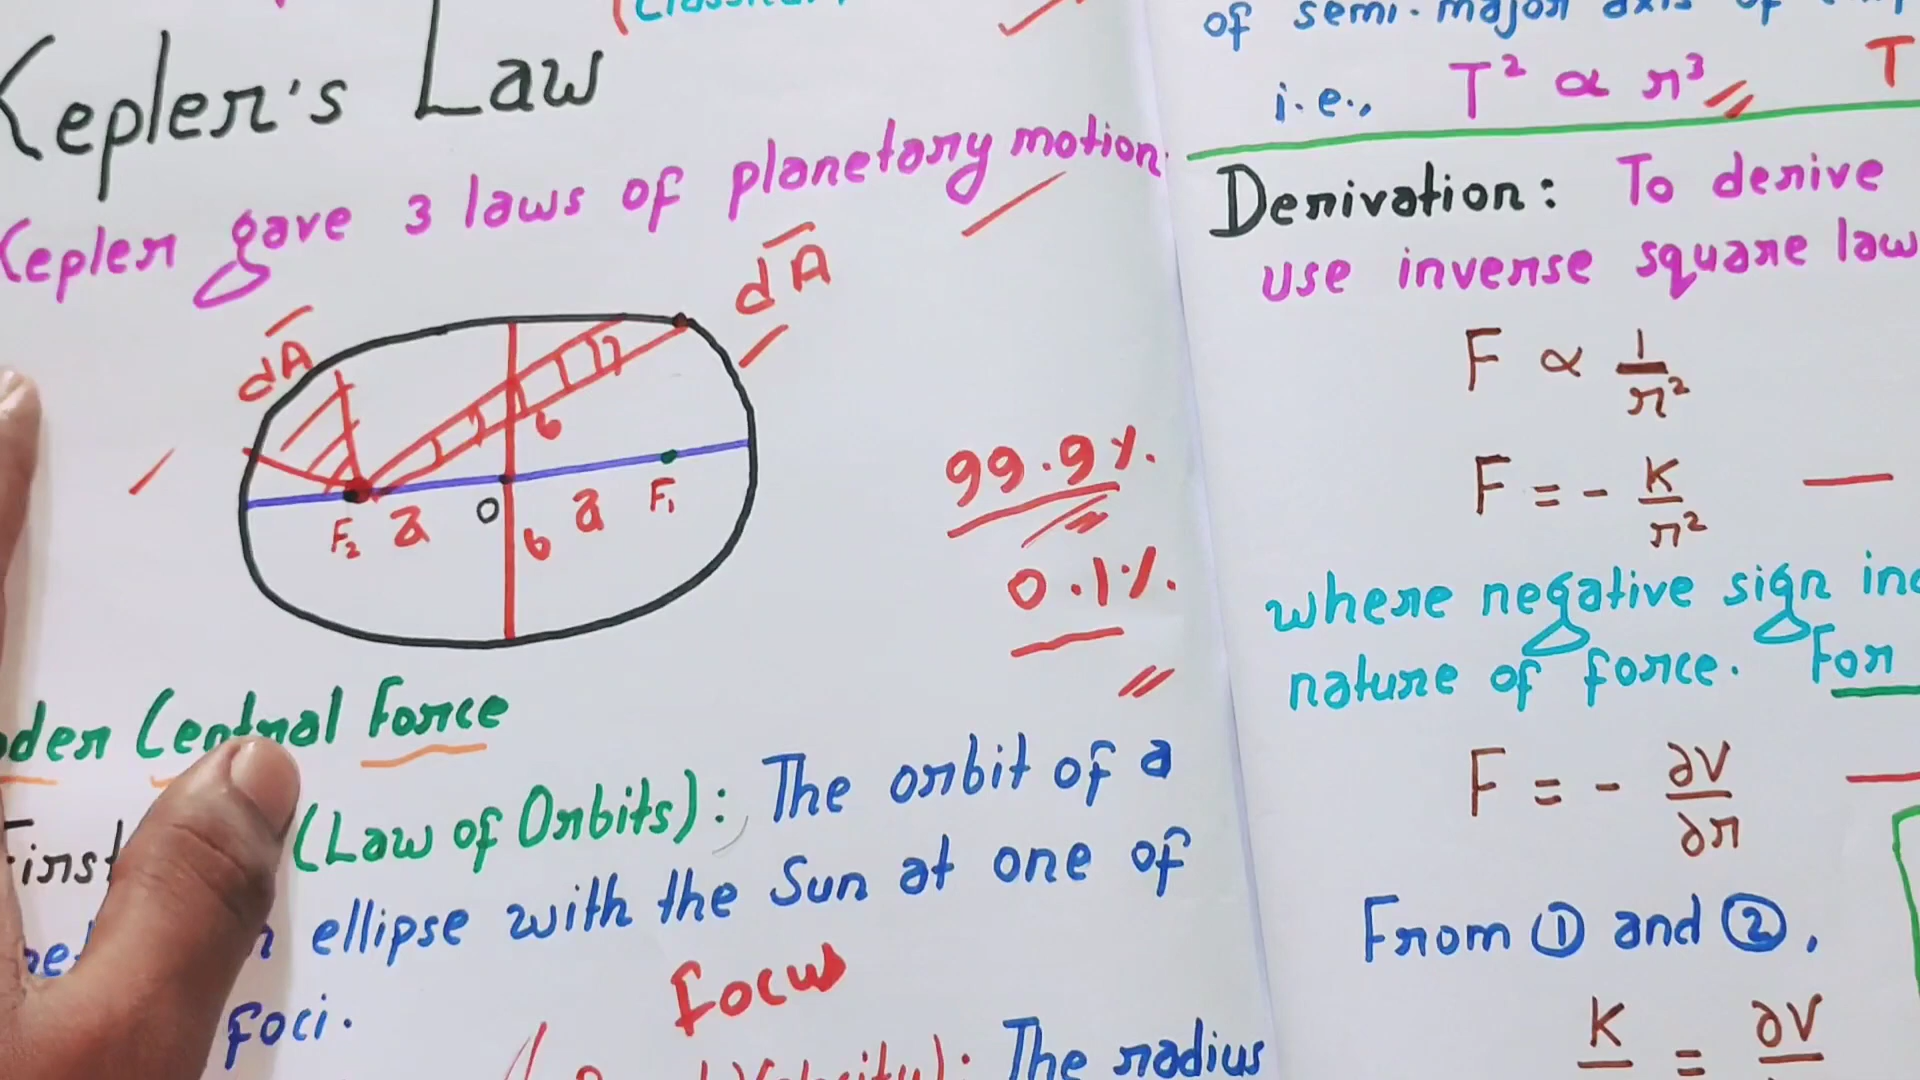 Kepler's Law
Kepler gave 3 laws of planetary motion.
dA
dA
b
F₂ a O a F₁
b
99.9%.
0.1%.
Central Force
First (Law of Orbits): The orbit of a
ellipse with the Sun at one of
foci.
focus
The radius
of semi-major axis of
i.e., T² ∝ r³ T
Derivation: To derive
use inverse square law
F ∝ 1/r²
F = - K/r²
where negative sign
nature of force. For
F = - ∂V/∂r
From ① and ②,
K = ∂V